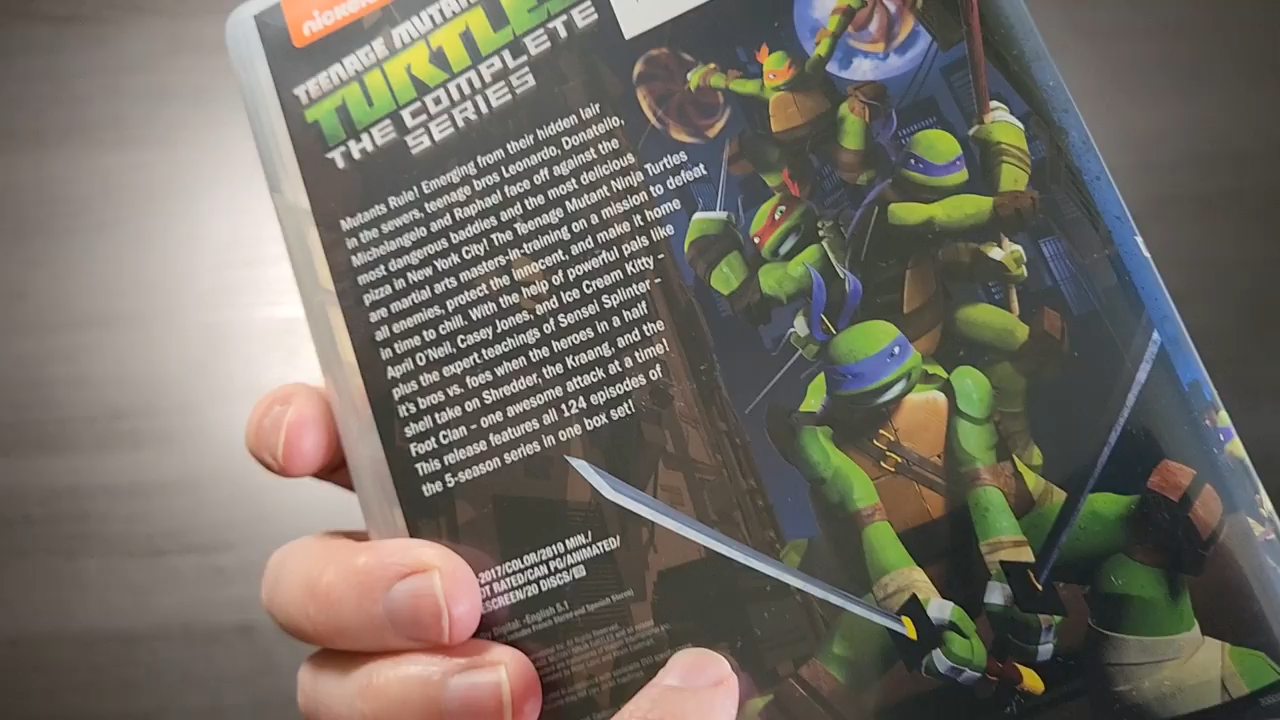 TEENAGE MUTANT
TURTLES
THE COMPLETE
SERIES
Mutants Rule! Emerging from their hidden lair
in the sewers, teenage bros Leonardo, Donatello,
Michelangelo and Raphael face off against the
most dangerous baddies and the most delicious
pizza in New York City! The Teenage Mutant Ninja Turtles
are martial arts masters-in-training on a mission to defeat
all enemies, protect the innocent, and make it home
in time to chill. With the help of powerful pals like
April O'Neil, Casey Jones, and Ice Cream Kitty –
plus the expert teachings of Sensei Splinter –
it's bros vs. foes when the heroes in a half
shell take on Shredder, the Kraang, and the
Foot Clan – one awesome attack at a time!
This release features all 124 episodes of
the 5-season series in one box set!
2017/COLOR/2810 MIN./
RATED/CAN PG/ANIMATED/
20 DISCS/
Digital: -English 5.1